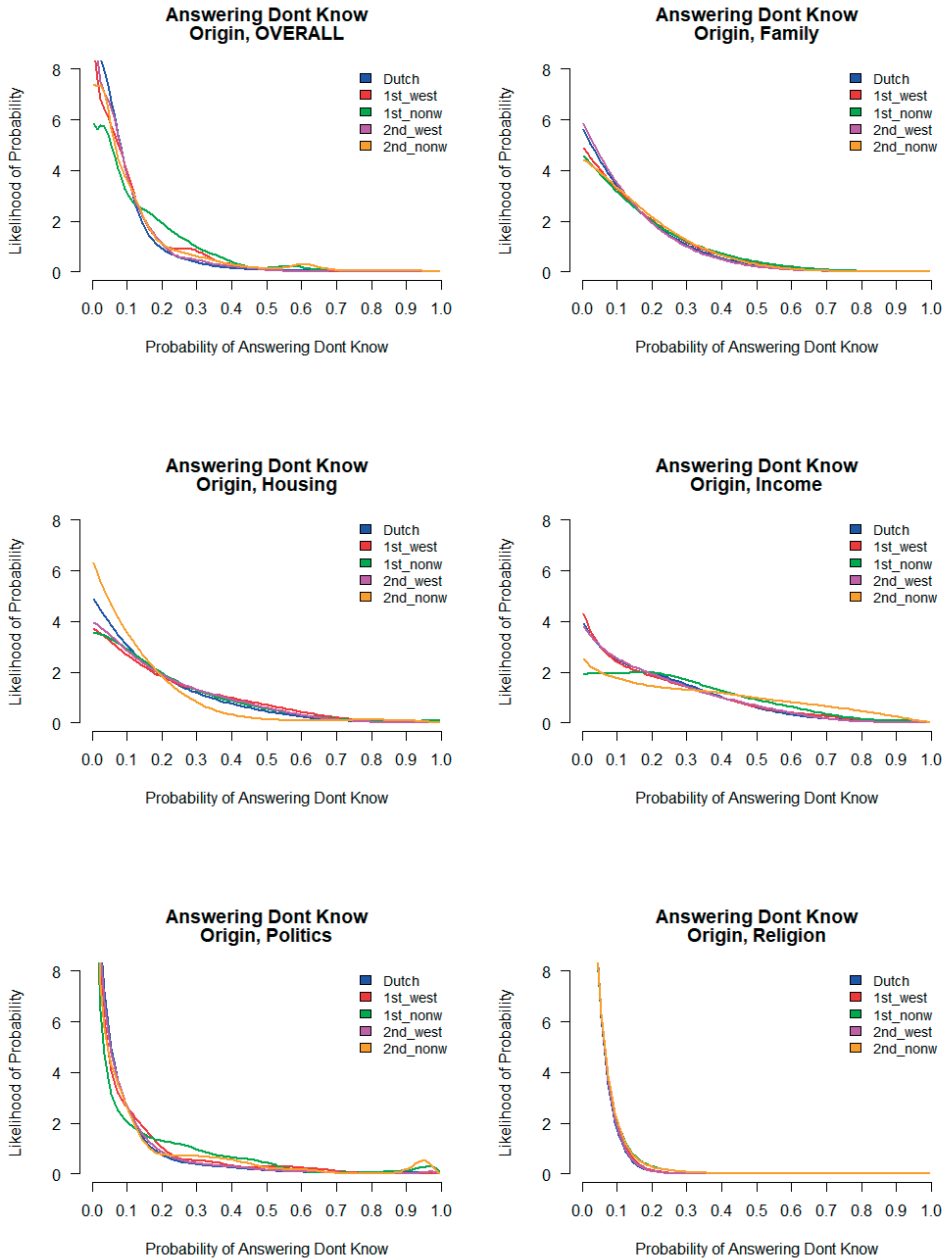 Answering Dont Know
Origin, OVERALL
Likelihood of Probability
8
6
4
2
0
Dutch
1st_west
1st_nonw
2nd_west
2nd_nonw
0.0 0.1 0.2 0.3 0.4 0.5 0.6 0.7 0.8 0.9 1.0
Probability of Answering Dont Know
Answering Dont Know
Origin, Family
Likelihood of Probability
8
6
4
2
0
Dutch
1st_west
1st_nonw
2nd_west
2nd_nonw
0.0 0.1 0.2 0.3 0.4 0.5 0.6 0.7 0.8 0.9 1.0
Probability of Answering Dont Know
Answering Dont Know
Origin, Housing
Likelihood of Probability
8
6
4
2
0
Dutch
1st_west
1st_nonw
2nd_west
2nd_nonw
0.0 0.1 0.2 0.3 0.4 0.5 0.6 0.7 0.8 0.9 1.0
Probability of Answering Dont Know
Answering Dont Know
Origin, Income
Likelihood of Probability
8
6
4
2
0
Dutch
1st_west
1st_nonw
2nd_west
2nd_nonw
0.0 0.1 0.2 0.3 0.4 0.5 0.6 0.7 0.8 0.9 1.0
Probability of Answering Dont Know
Answering Dont Know
Origin, Politics
Likelihood of Probability
8
6
4
2
0
Dutch
1st_west
1st_nonw
2nd_west
2nd_nonw
0.0 0.1 0.2 0.3 0.4 0.5 0.6 0.7 0.8 0.9 1.0
Probability of Answering Dont Know
Answering Dont Know
Origin, Religion
Likelihood of Probability
8
6
4
2
0
Dutch
1st_west
1st_nonw
2nd_west
2nd_nonw
0.0 0.1 0.2 0.3 0.4 0.5 0.6 0.7 0.8 0.9 1.0
Probability of Answering Dont Know